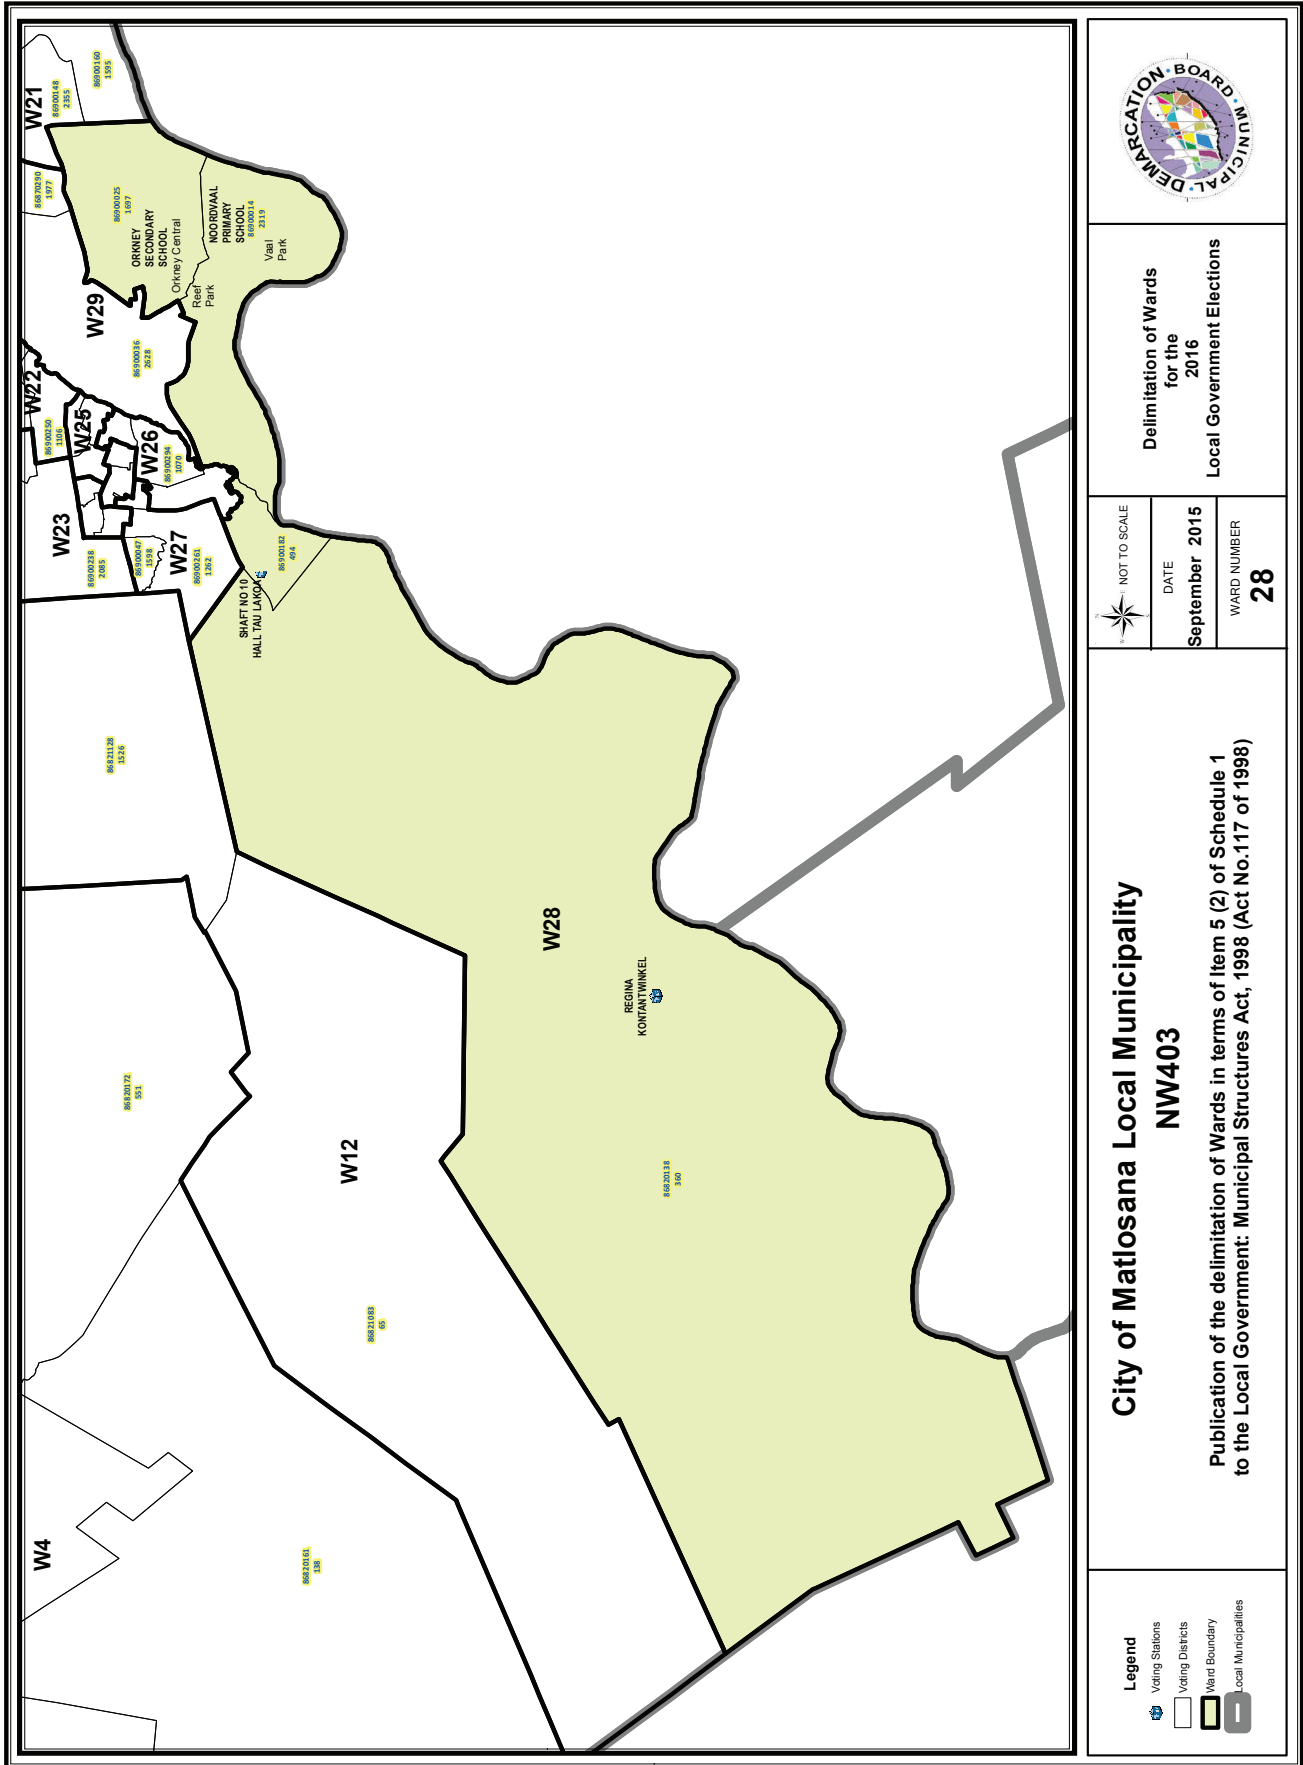 W4
W21
86900148
2355
86900160
1595
86870290
1977
86900025
1697
ORKNEY
SECONDARY
SCHOOL
Orkney Central
NOORDVAAL
PRIMARY
SCHOOL
86900014
2319
Vaal
Park
Reef
Park
W29
86900036
2628
W22
86900250
1106
W25
W26
86900294
1070
W23
86900238
2085
86900047
1598
W27
86900261
1262
86900182
494
SHAFT NO 10
HALL TAU LAKOA
86821128
1526
86820172
551
W12
W28
REGINA
KONTANTWINKEL
86820138
360
86821083
65
86820161
138
Legend
Voting Stations
Voting Districts
Ward Boundary
Local Municipalities
City of Matlosana Local Municipality
NW403
Publication of the delimitation of Wards in terms of Item 5 (2) of Schedule 1
to the Local Government: Municipal Structures Act, 1998 (Act No.117 of 1998)
N
E
S
W
NOT TO SCALE
DATE
September 2015
WARD NUMBER
28
Delimitation of Wards
for the
2016
Local Government Elections
MUNICIPAL · DEMARCATION · BOARD ·